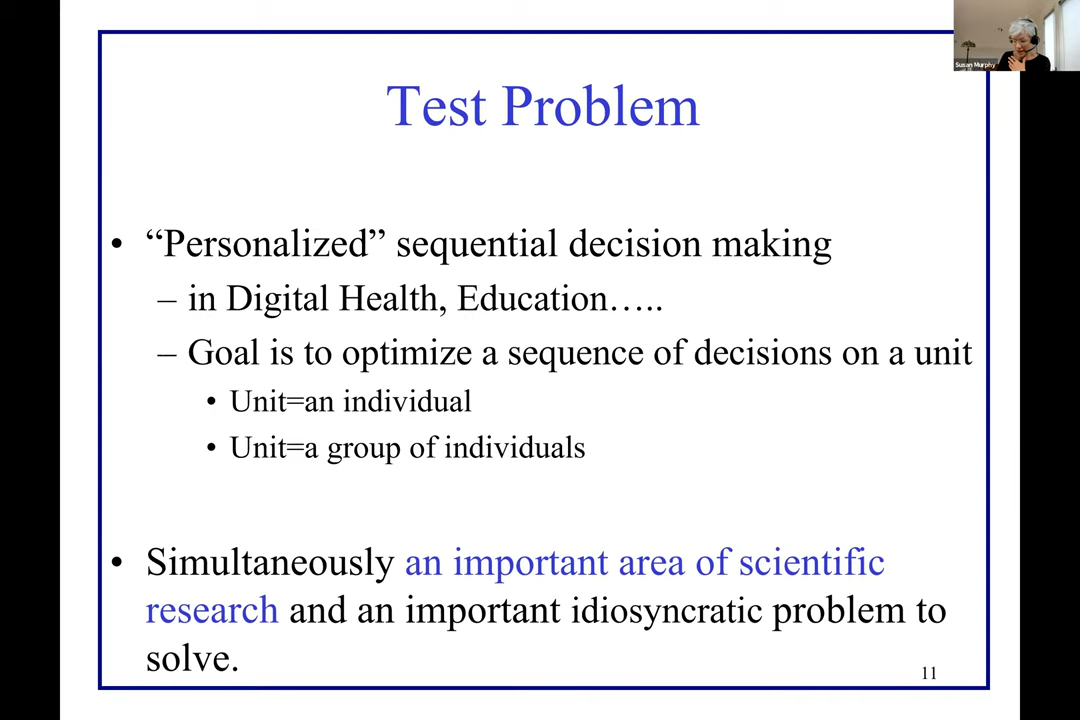 Susan Murphy
Test Problem
• “Personalized” sequential decision making
– in Digital Health, Education…..
– Goal is to optimize a sequence of decisions on a unit
• Unit=an individual
• Unit=a group of individuals
• Simultaneously an important area of scientific
research and an important idiosyncratic problem to
solve.
11